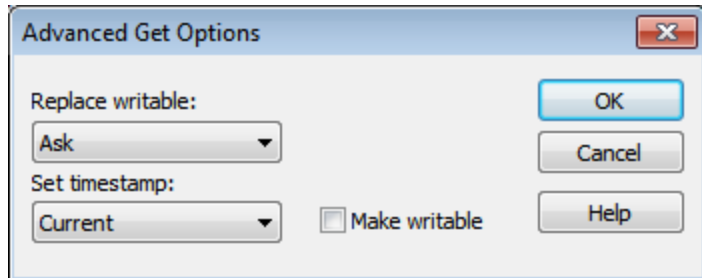 Advanced Get Options
Replace writable:
OK
Ask
Cancel
Set timestamp:
Current
Make writable
Help